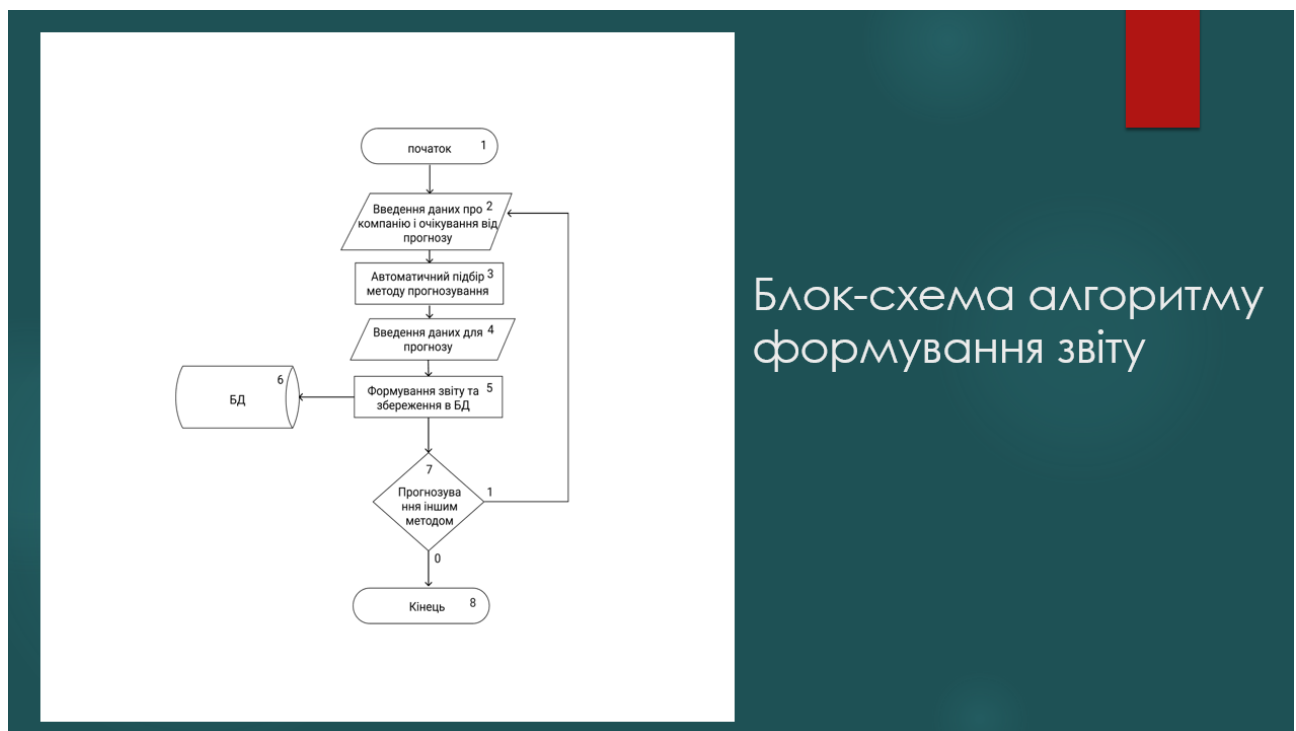 початок 1
Введення даних про 2
компанію і очікування від
прогнозу
Автоматичний підбір 3
методу прогнозування
Введення даних для 4
прогнозу
Формування звіту та 5
збереження в БД
6
БД
7
Прогнозува
ння іншим
методом
1
0
Кінець 8
Блок-схема алгоритму
формування звіту